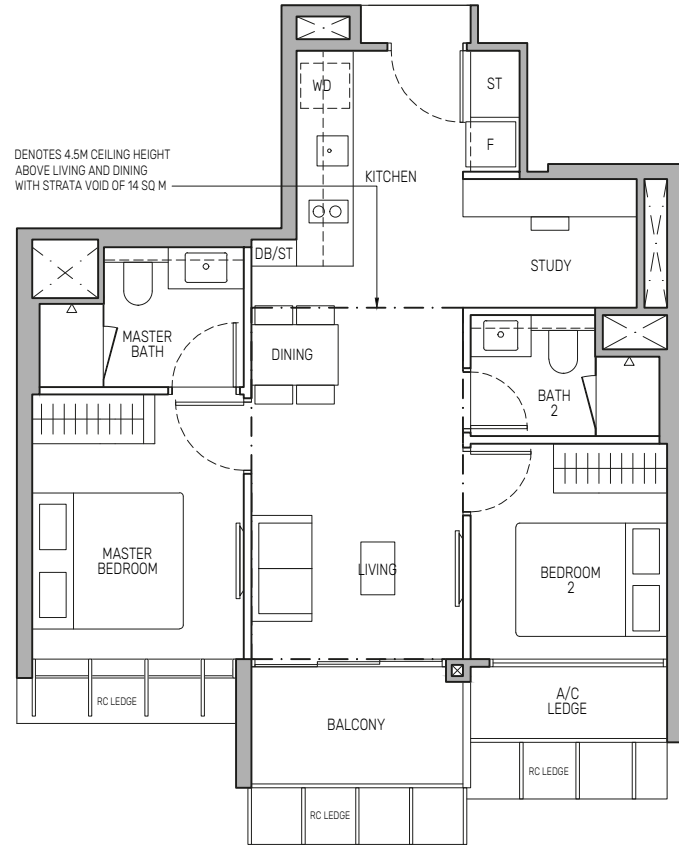 WD
ST
F
DENOTES 4.5M CEILING HEIGHT
ABOVE LIVING AND DINING
WITH STRATA VOID OF 14 SQ M
KITCHEN
DB/ST
STUDY
MASTER
BATH
DINING
BATH
2
MASTER
BEDROOM
LIVING
BEDROOM
2
RC LEDGE
BALCONY
A/C
LEDGE
RC LEDGE
RC LEDGE